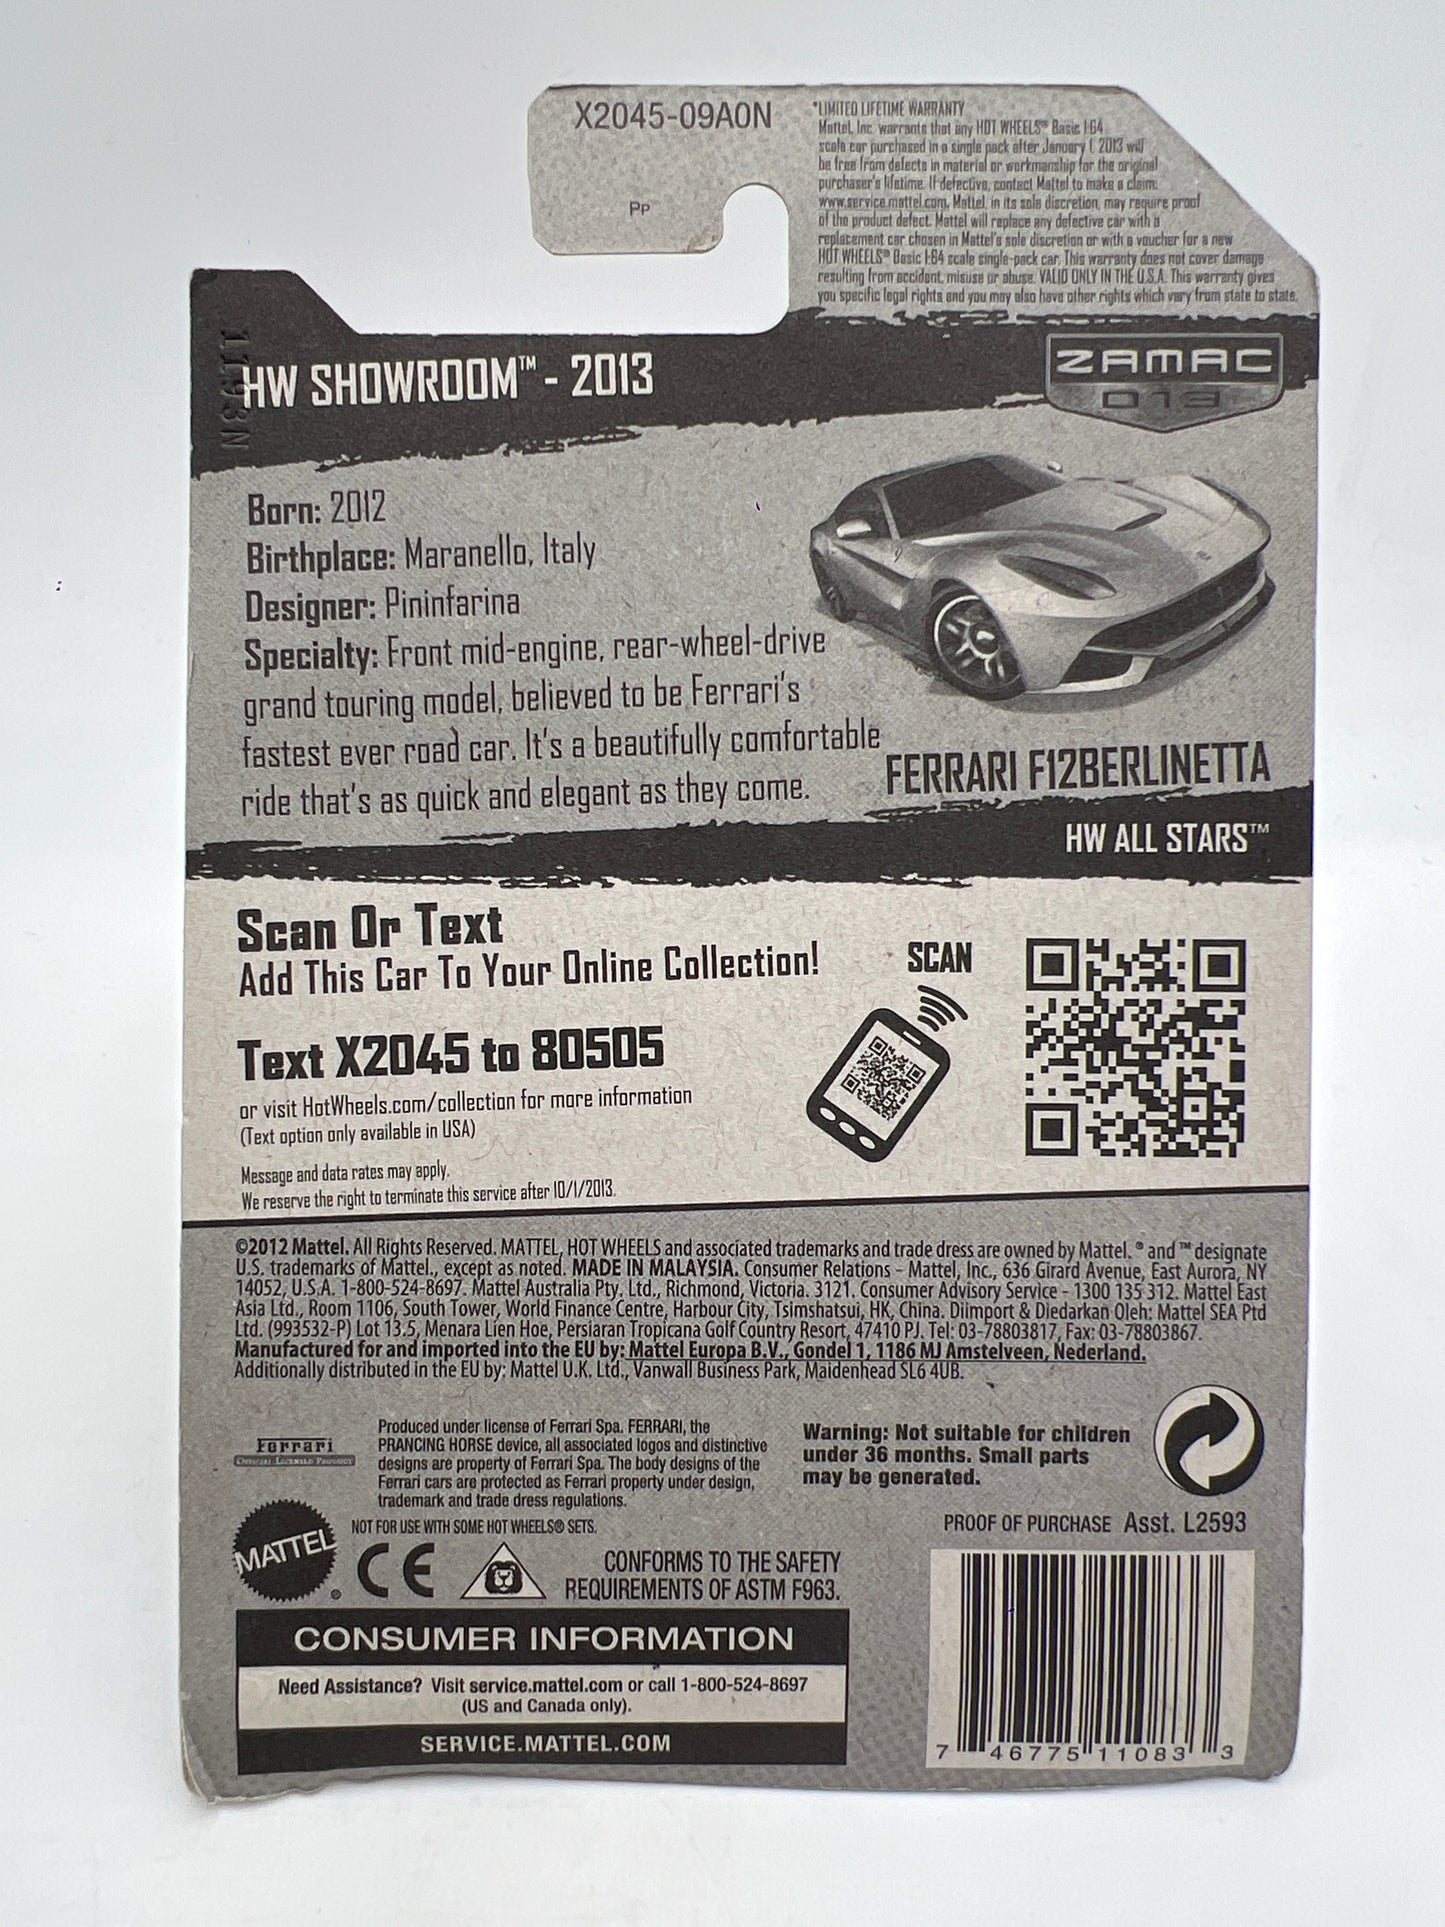 X2045-09A0N
Pp
*LIMITED LIFETIME WARRANTY
Mattel, Inc. warrants that any HOT WHEELS® Basic 1:64
scale car purchased in a single pack after January 1, 2013 will
be free from defects in material or workmanship for the original
purchaser's lifetime. If defective, contact Mattel to make a claim:
www.service.mattel.com. Mattel, in its sole discretion, may require proof
of the product defect. Mattel will replace any defective car with a
replacement car chosen in Mattel's sole discretion or with a voucher for a new
HOT WHEELS® Basic 1:64 scale single-pack car. This warranty does not cover damage
resulting from accident, misuse or abuse. VALID ONLY IN THE U.S.A. This warranty gives
you specific legal rights and you may also have other rights which vary from state to state.
HW SHOWROOM™ - 2013
ZAMAC
013
Born: 2012
Birthplace: Maranello, Italy
Designer: Pininfarina
Specialty: Front mid-engine, rear-wheel-drive
grand touring model, believed to be Ferrari's
fastest ever road car. It's a beautifully comfortable
ride that's as quick and elegant as they come.
FERRARI F12BERLINETTA
HW ALL STARS™
Scan Or Text
Add This Car To Your Online Collection!
SCAN
Text X2045 to 80505
or visit HotWheels.com/collection for more information
(Text option only available in USA)
Message and data rates may apply.
We reserve the right to terminate this service after 10/1/2013.
©2012 Mattel. All Rights Reserved. MATTEL, HOT WHEELS and associated trademarks and trade dress are owned by Mattel. ® and ™ designate
U.S. trademarks of Mattel., except as noted. MADE IN MALAYSIA. Consumer Relations – Mattel, Inc., 636 Girard Avenue, East Aurora, NY
14052, U.S.A. 1-800-524-8697. Mattel Australia Pty. Ltd., Richmond, Victoria. 3121. Consumer Advisory Service - 1300 135 312. Mattel East
Asia Ltd., Room 1106, South Tower, World Finance Centre, Harbour City, Tsimshatsui, HK, China. Diimport & Diedarkan Oleh: Mattel SEA Ptd
Ltd. (993532-P) Lot 13.5, Menara Lien Hoe, Persiaran Tropicana Golf Country Resort, 47410 PJ. Tel: 03-78803817, Fax: 03-78803867.
Manufactured for and imported into the EU by: Mattel Europa B.V., Gondel 1, 1186 MJ Amstelveen, Nederland.
Additionally distributed in the EU by: Mattel U.K. Ltd., Vanwall Business Park, Maidenhead SL6 4UB.
Ferrari
OFFICIAL LICENSED PRODUCT
Produced under license of Ferrari Spa. FERRARI, the
PRANCING HORSE device, all associated logos and distinctive
designs are property of Ferrari Spa. The body designs of the
Ferrari cars are protected as Ferrari property under design,
trademark and trade dress regulations.
Warning: Not suitable for children
under 36 months. Small parts
may be generated.
NOT FOR USE WITH SOME HOT WHEELS® SETS.
PROOF OF PURCHASE Asst. L2593
MATTEL®
CE
CONFORMS TO THE SAFETY
REQUIREMENTS OF ASTM F963.
CONSUMER INFORMATION
Need Assistance? Visit service.mattel.com or call 1-800-524-8697
(US and Canada only).
SERVICE.MATTEL.COM
7 46775 11083 3